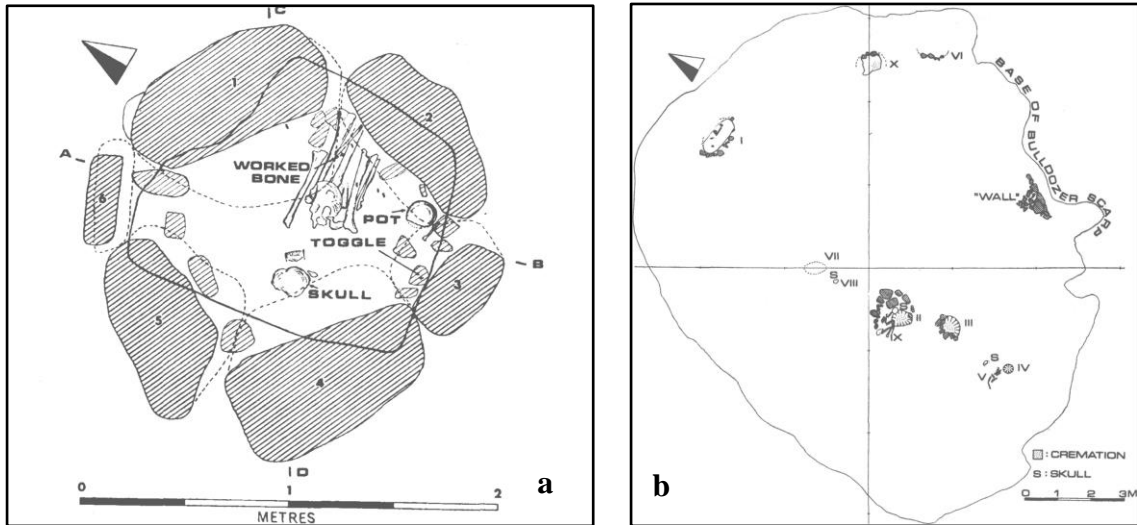 C
1
2
A
WORKED
BONE
6
POT
TOGGLE
B
SKULL
3
5
4
D
0 1 2
METRES
a
X
VI
I
BASE OF BULLDOZER SCARP
"WALL"
VII
S
VIII
II
III
IX
S
V
IV
: CREMATION
S: SKULL
0 1 2 3M
b